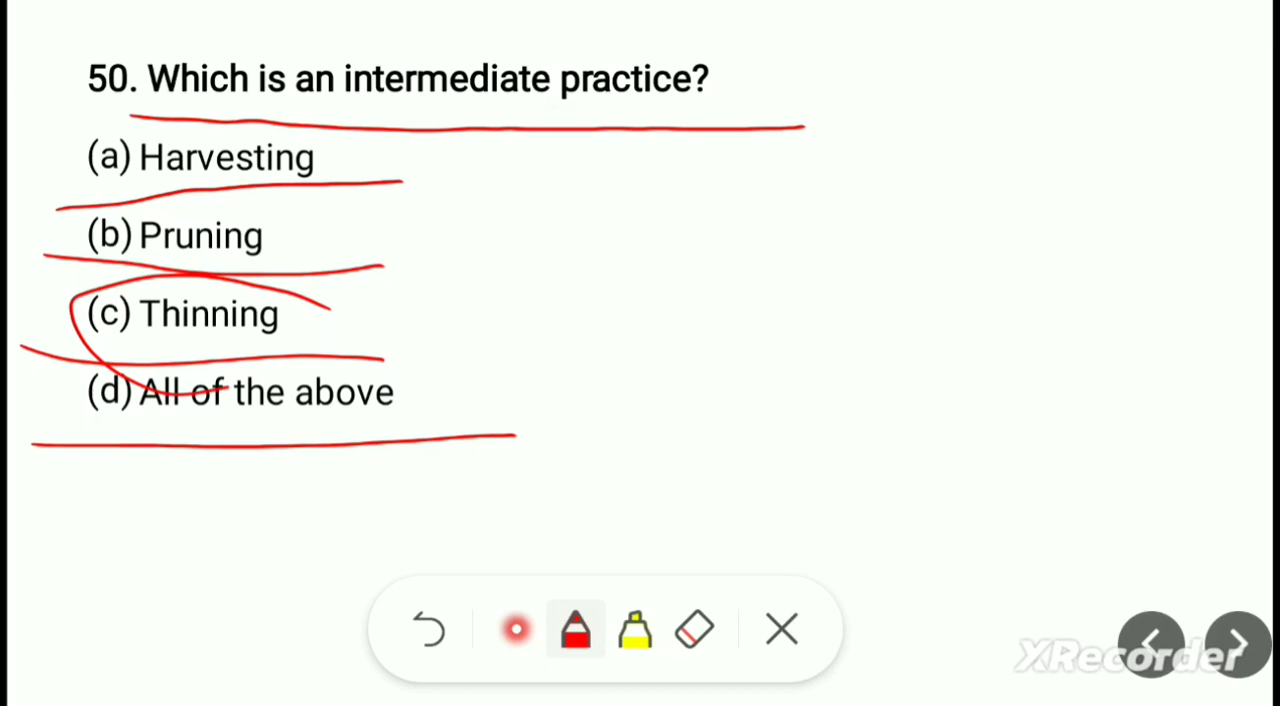 50. Which is an intermediate practice?
(a) Harvesting
(b) Pruning
(c) Thinning
(d) All of the above
XRecorder